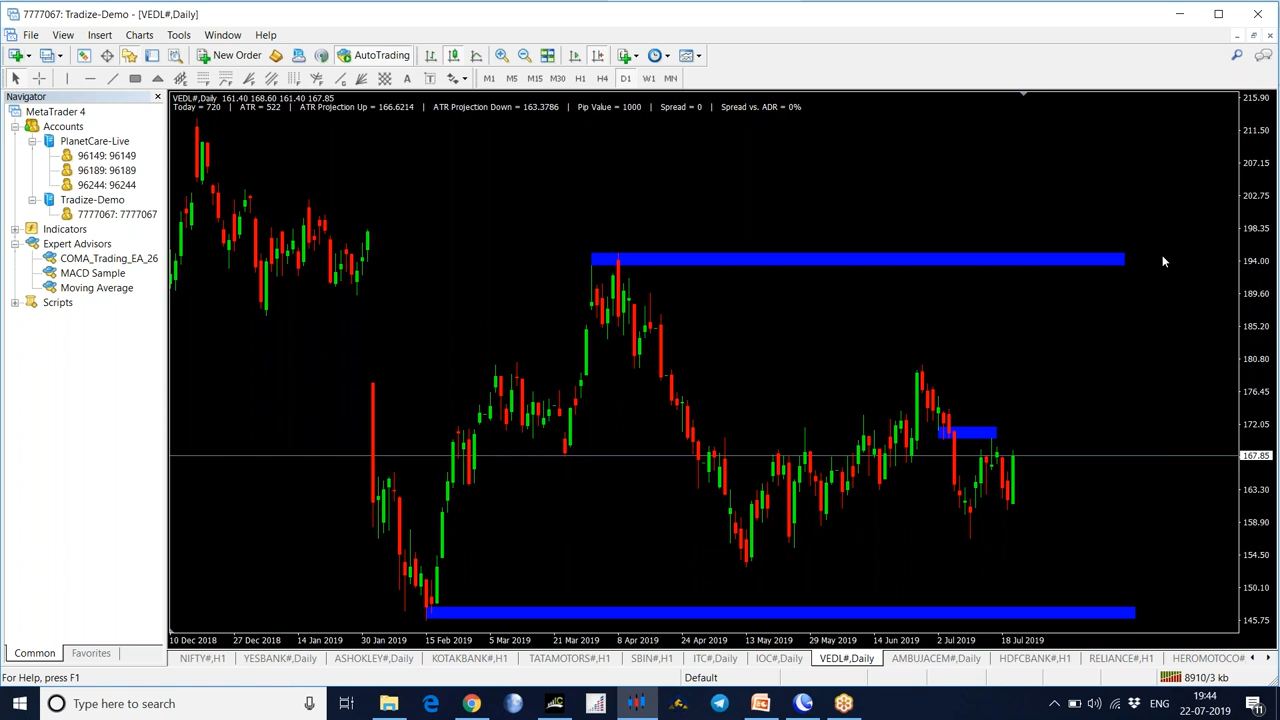 7777067: Tradize-Demo - [VEDL#,Daily]
File View Insert Charts Tools Window Help
New Order AutoTrading
A T M1 M5 M15 M30 H1 H4 D1 W1 MN
Navigator
MetaTrader 4
Accounts
PlanetCare-Live
96149: 96149
96189: 96189
96244: 96244
Tradize-Demo
7777067: 7777067
Indicators
Expert Advisors
COMA_Trading_EA_26
MACD Sample
Moving Average
Scripts
Common Favorites
VEDL#,Daily 161.40 168.60 161.40 167.85
Today = 720 | ATR = 522 | ATR Projection Up = 166.6214 | ATR Projection Down = 163.3786 | Pip Value = 1000 | Spread = 0 | Spread vs. ADR = 0%
215.90
211.50
207.15
202.75
198.35
194.00
189.60
185.20
180.80
176.45
172.05
167.85
163.30
158.90
154.50
150.10
145.75
10 Dec 2018 27 Dec 2018 14 Jan 2019 30 Jan 2019 15 Feb 2019 5 Mar 2019 21 Mar 2019 8 Apr 2019 24 Apr 2019 13 May 2019 29 May 2019 14 Jun 2019 2 Jul 2019 18 Jul 2019
NIFTY#,H1 YESBANK#,Daily ASHOKLEY#,Daily KOTAKBANK#,H1 TATAMOTORS#,H1 SBIN#,H1 ITC#,Daily IOC#,Daily VEDL#,Daily AMBUJACEM#,Daily HDFCBANK#,H1 RELIANCE#,H1 HEROMOTOCO#
For Help, press F1 Default 8910/3 kb
Type here to search
ENG
19:44
22-07-2019
11